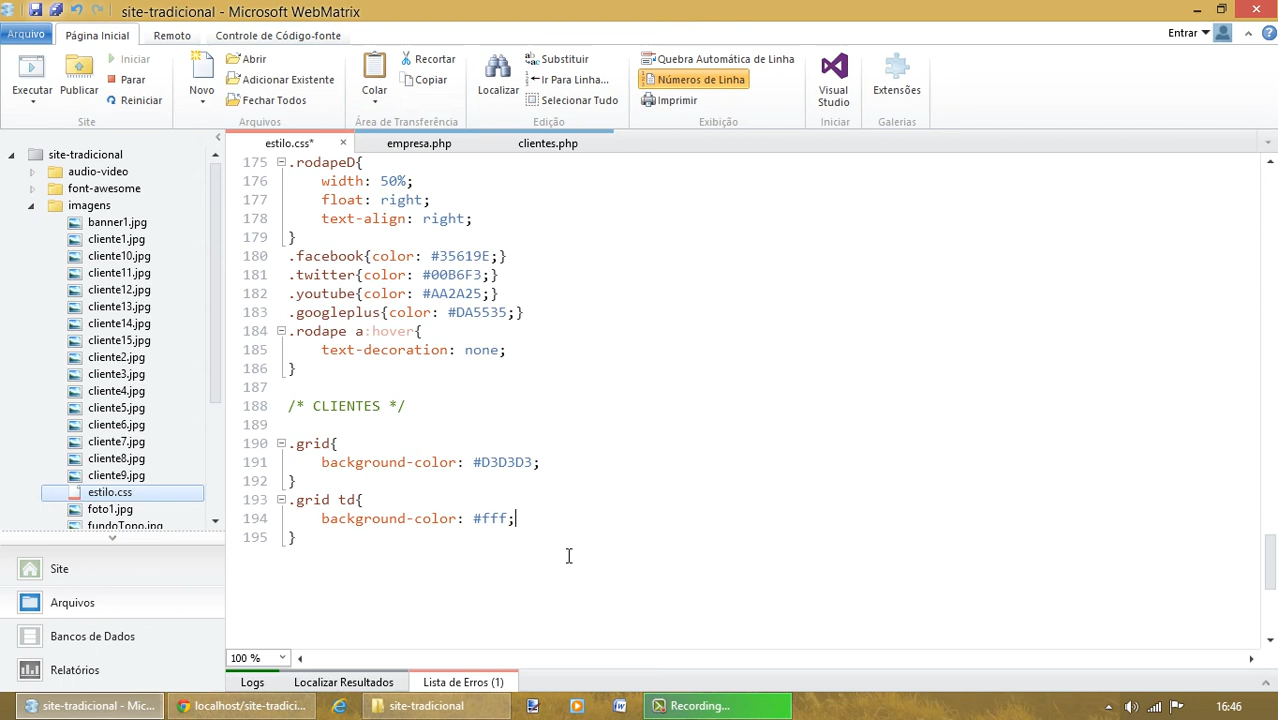 site-tradicional - Microsoft WebMatrix
Arquivo
Página Inicial
Remoto
Controle de Código-fonte
Entrar
Executar
Publicar
Iniciar
Parar
Reiniciar
Site
Novo
Abrir
Adicionar Existente
Fechar Todos
Arquivos
Colar
Recortar
Copiar
Área de Transferência
Localizar
Substituir
Ir Para Linha...
Selecionar Tudo
Edição
Quebra Automática de Linha
Números de Linha
Imprimir
Exibição
Visual Studio
Iniciar
Extensões
Galerias
estilo.css*
empresa.php
clientes.php
site-tradicional
audio-video
font-awesome
imagens
banner1.jpg
cliente1.jpg
cliente10.jpg
cliente11.jpg
cliente12.jpg
cliente13.jpg
cliente14.jpg
cliente15.jpg
cliente2.jpg
cliente3.jpg
cliente4.jpg
cliente5.jpg
cliente6.jpg
cliente7.jpg
cliente8.jpg
cliente9.jpg
estilo.css
foto1.jpg
fundoTopo.jpg
Site
Arquivos
Bancos de Dados
Relatórios
175 .rodapeD{
176 width: 50%;
177 float: right;
178 text-align: right;
179 }
180 .facebook{color: #35619E;}
181 .twitter{color: #00B6F3;}
182 .youtube{color: #AA2A25;}
183 .googleplus{color: #DA5535;}
184 .rodape a:hover{
185 text-decoration: none;
186 }
187
188 /* CLIENTES */
189
190 .grid{
191 background-color: #D3D3D3;
192 }
193 .grid td{
194 background-color: #fff;
195 }
100 %
Logs
Localizar Resultados
Lista de Erros (1)
site-tradicional - Mic...
localhost/site-tradici...
site-tradicional
Recording...
16:46